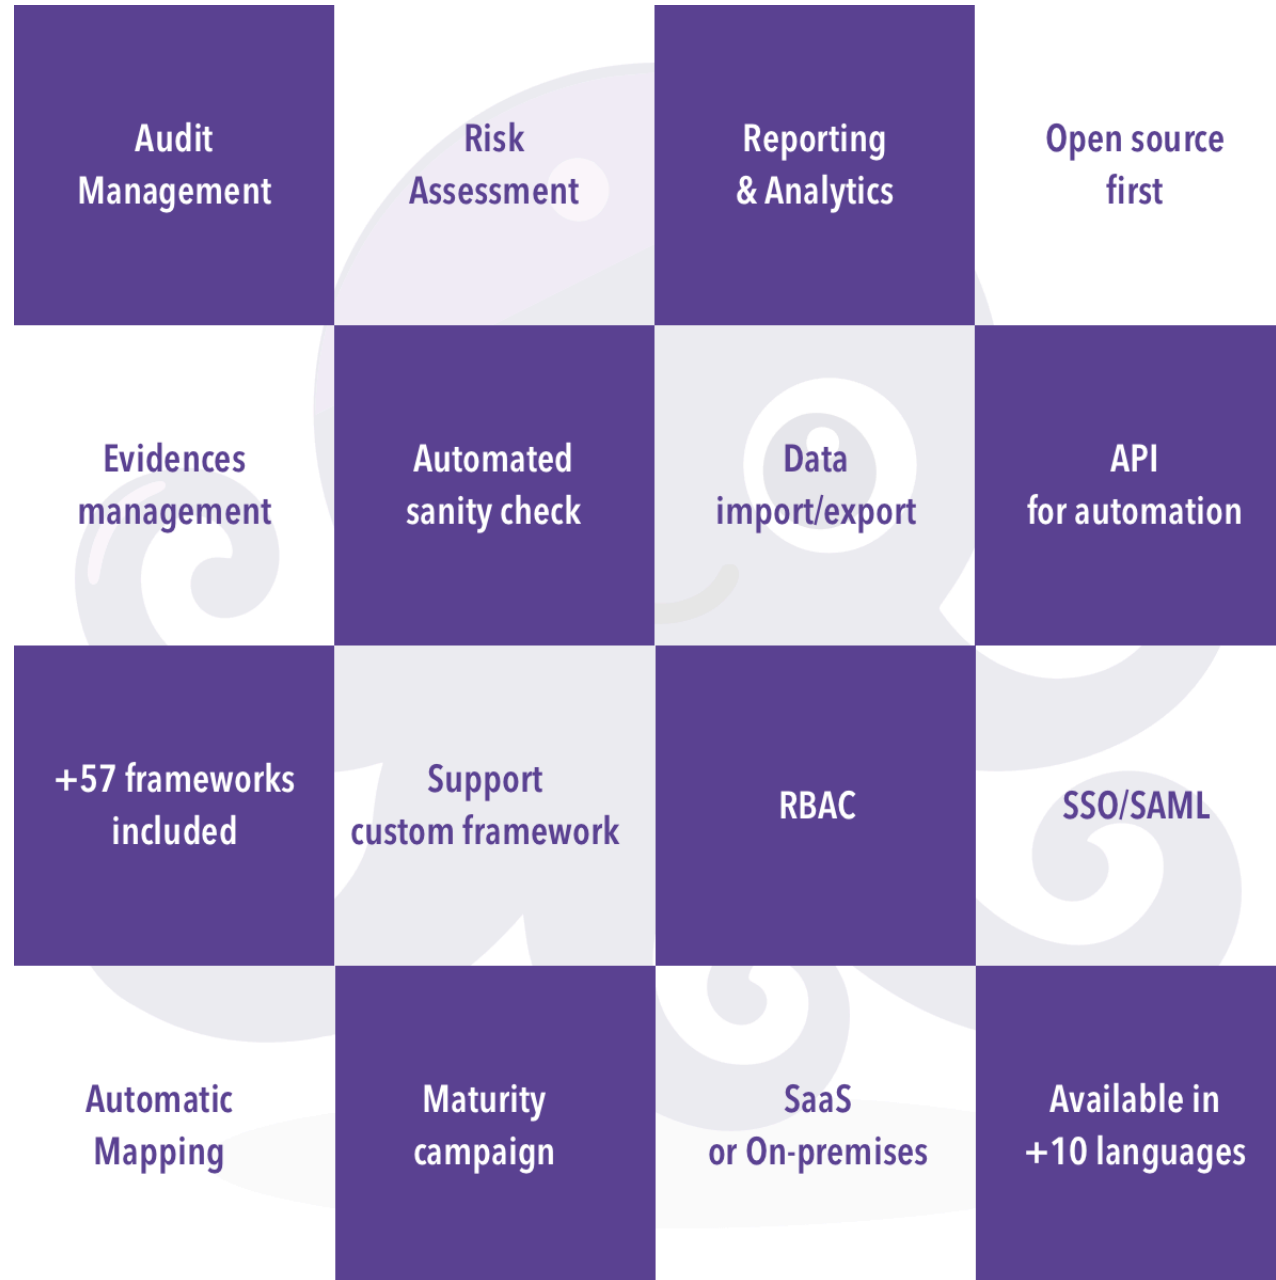 Audit
Management
Risk
Assessment
Reporting
& Analytics
Open source
first
Evidences
management
Automated
sanity check
Data
import/export
API
for automation
+57 frameworks
included
Support
custom framework
RBAC
SSO/SAML
Automatic
Mapping
Maturity
campaign
SaaS
or On-premises
Available in
+10 languages